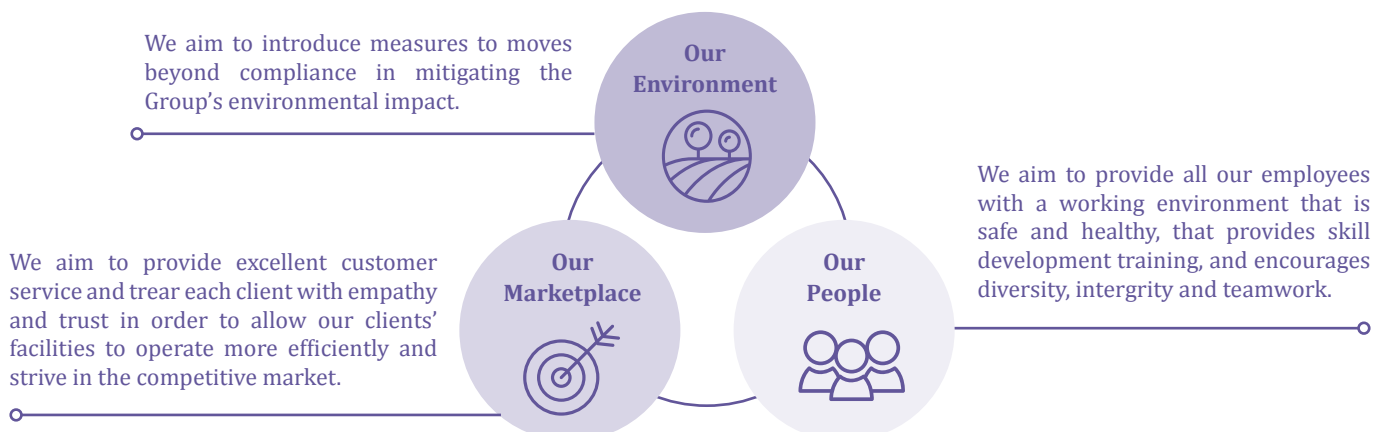 We aim to introduce measures to moves
beyond compliance in mitigating the
Group's environmental impact.
Our
Environment
We aim to provide all our employees
with a working environment that is
safe and healthy, that provides skill
development training, and encourages
diversity, intergrity and teamwork.
We aim to provide excellent customer
service and trear each client with empathy
and trust in order to allow our clients'
facilities to operate more efficiently and
strive in the competitive market.
Our
Marketplace
Our
People